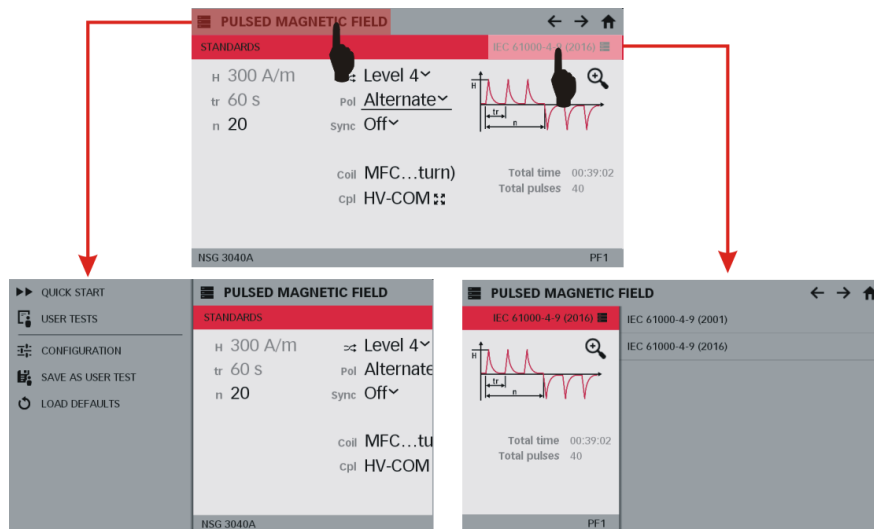 PULSED MAGNETIC FIELD
STANDARDS IEC 61000-4-9 (2016)
H 300 A/m Level 4
tr 60 s Pol Alternate
n 20 Sync Off
H
tr
n
Coil MFC...turn)
Cpl HV-COM
Total time 00:39:02
Total pulses 40
NSG 3040A PF1
QUICK START
USER TESTS
CONFIGURATION
SAVE AS USER TEST
LOAD DEFAULTS
PULSED MAGNETIC FIELD
STANDARDS
H 300 A/m Level 4
tr 60 s Pol Alternate
n 20 Sync Off
Coil MFC...tu
Cpl HV-COM
NSG 3040A
PULSED MAGNETIC FIELD
IEC 61000-4-9 (2016)
H
tr
n
Total time 00:39:02
Total pulses 40
PF1
IEC 61000-4-9 (2001)
IEC 61000-4-9 (2016)